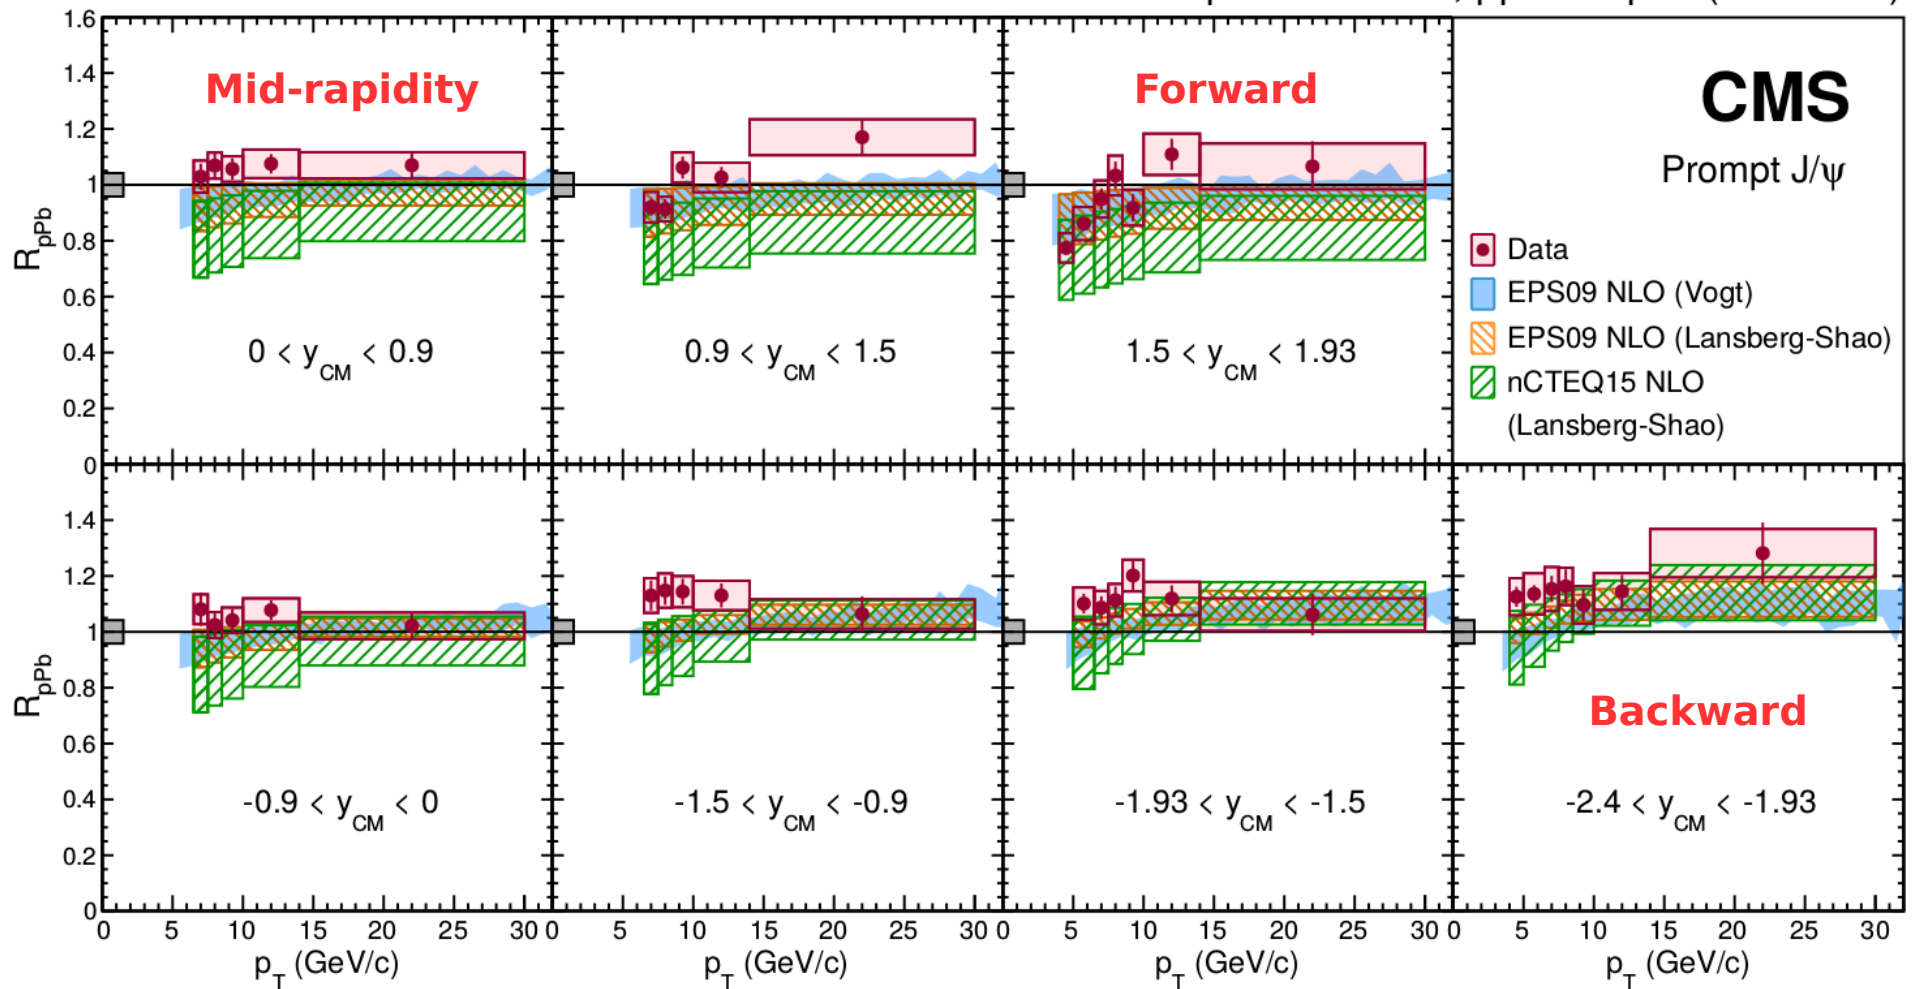 R_pPb
1.6
1.4
1.2
1
0.8
0.6
0.4
0.2
0
Mid-rapidity
0 < y_CM < 0.9
0.9 < y_CM < 1.5
Forward
1.5 < y_CM < 1.93
CMS
Prompt J/ψ
Data
EPS09 NLO (Vogt)
EPS09 NLO (Lansberg-Shao)
nCTEQ15 NLO
(Lansberg-Shao)
R_pPb
1.4
1.2
1
0.8
0.6
0.4
0.2
0
-0.9 < y_CM < 0
-1.5 < y_CM < -0.9
-1.93 < y_CM < -1.5
Backward
-2.4 < y_CM < -1.93
0 5 10 15 20 25 30 0 5 10 15 20 25 30 0 5 10 15 20 25 30 5 10 15 20 25 30
p_T (GeV/c) p_T (GeV/c) p_T (GeV/c) p_T (GeV/c)